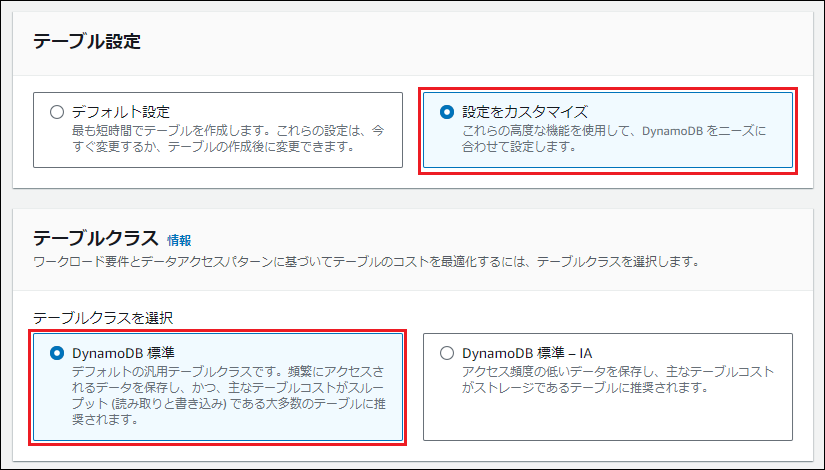 テーブル設定
デフォルト設定
最も短時間でテーブルを作成します。これらの設定は、今
すぐ変更するか、テーブルの作成後に変更できます。
設定をカスタマイズ
これらの高度な機能を使用して、DynamoDB をニーズに
合わせて設定します。
テーブルクラス 情報
ワークロード要件とデータアクセスパターンに基づいてテーブルのコストを最適化するには、テーブルクラスを選択します。
テーブルクラスを選択
DynamoDB 標準
デフォルトの汎用テーブルクラスです。頻繁にアクセスさ
れるデータを保存し、かつ、主なテーブルコストがスルー
プット (読み取りと書き込み) である大多数のテーブルに推
奨されます。
DynamoDB 標準 – IA
アクセス頻度の低いデータを保存し、主なテーブルコスト
がストレージであるテーブルに推奨されます。